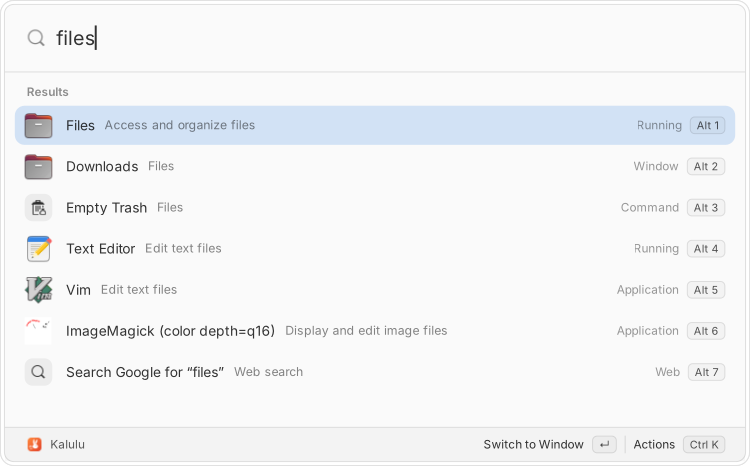 files
Results
Files Access and organize files Running Alt 1
Downloads Files Window Alt 2
Empty Trash Files Command Alt 3
Text Editor Edit text files Running Alt 4
Vim Edit text files Application Alt 5
ImageMagick (color depth=q16) Display and edit image files Application Alt 6
Search Google for “files” Web search Web Alt 7
Kalulu Switch to Window ↵ Actions Ctrl K